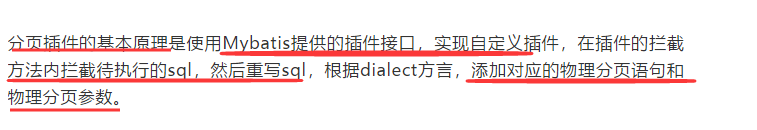 分页插件的基本原理是使用Mybatis提供的插件接口，实现自定义插件，在插件的拦截
方法内拦截待执行的sql，然后重写sql，根据dialect方言，添加对应的物理分页语句和
物理分页参数。